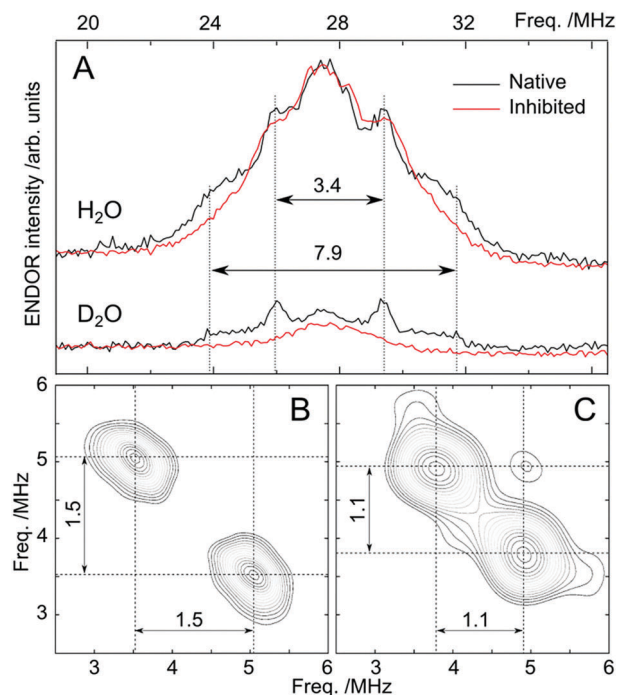 20 24 28 32 Freq. /MHz
A
Native
Inhibited
ENDOR intensity /arb. units
H₂O
3.4
7.9
D₂O
6
5
4
3
Freq. /MHz
B
1.5
1.5
C
1.1
1.1
3 4 5 6 3 4 5 6
Freq. /MHz